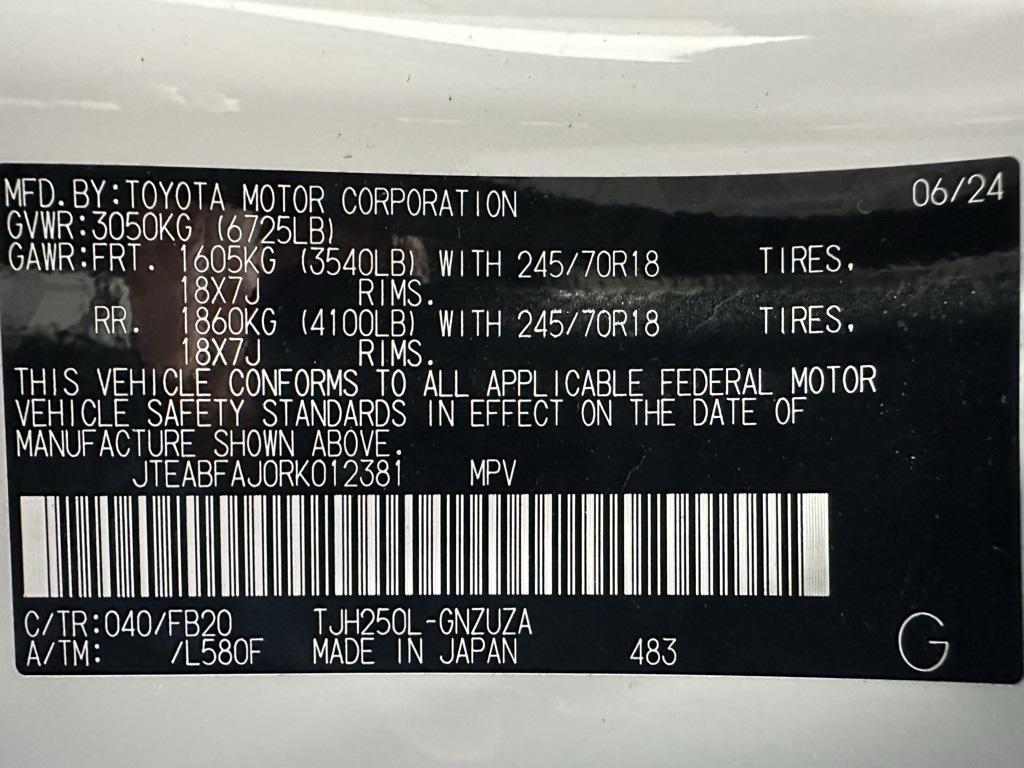 MFD.BY:TOYOTA MOTOR CORPORATION 06/24
GVWR:3050KG (6725LB)
GAWR:FRT. 1605KG (3540LB) WITH 245/70R18 TIRES.
18X7J RIMS.
RR. 1860KG (4100LB) WITH 245/70R18 TIRES.
18X7J RIMS.
THIS VEHICLE CONFORMS TO ALL APPLICABLE FEDERAL MOTOR
VEHICLE SAFETY STANDARDS IN EFFECT ON THE DATE OF
MANUFACTURE SHOWN ABOVE.
JTEABFAJ0RK012381 MPV
C/TR:040/FB20 TJH250L-GNZUZA
A/TM: /L580F MADE IN JAPAN 483 G